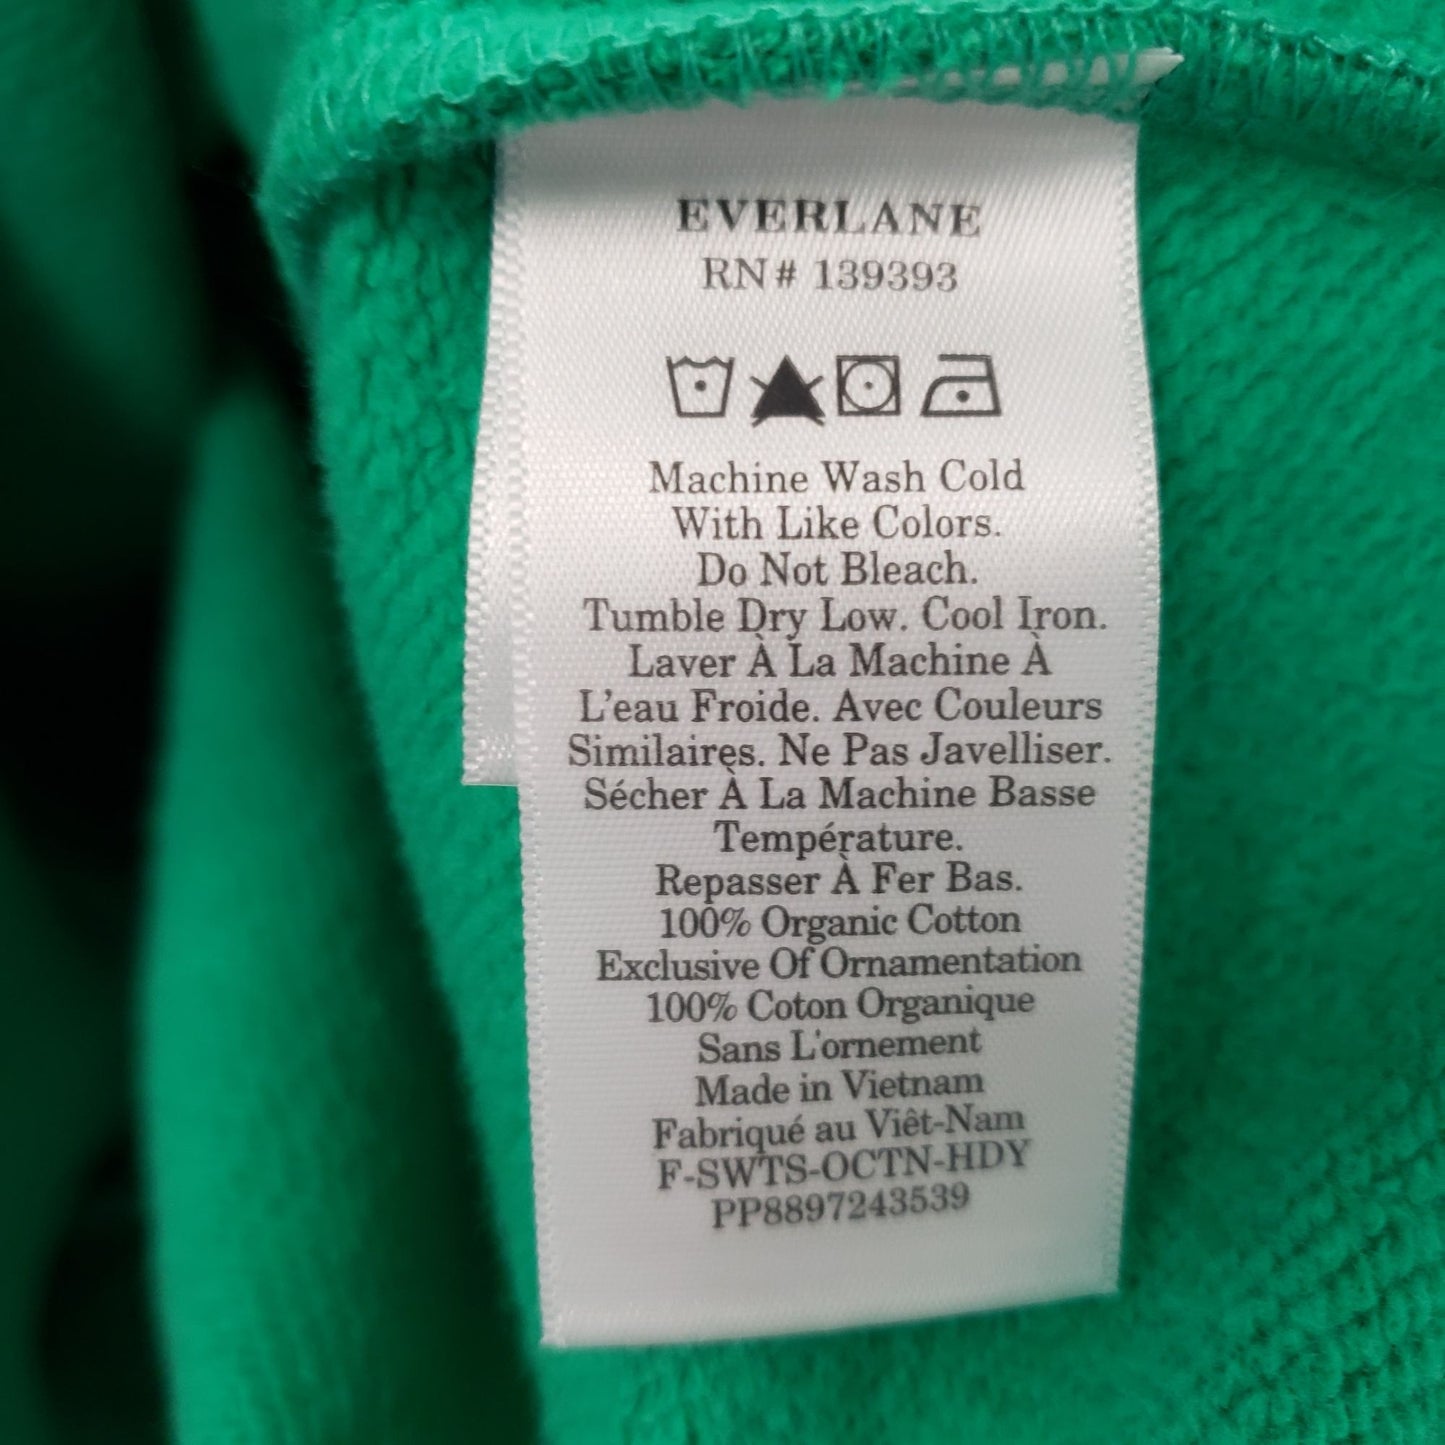 EVERLANE
RN# 139393
Machine Wash Cold
With Like Colors.
Do Not Bleach.
Tumble Dry Low. Cool Iron.
Laver À La Machine À
L'eau Froide. Avec Couleurs
Similaires. Ne Pas Javelliser.
Sécher À La Machine Basse
Température.
Repasser À Fer Bas.
100% Organic Cotton
Exclusive Of Ornamentation
100% Coton Organique
Sans L'ornement
Made in Vietnam
Fabriqué au Viêt-Nam
F-SWTS-OCTN-HDY
PP8897243539